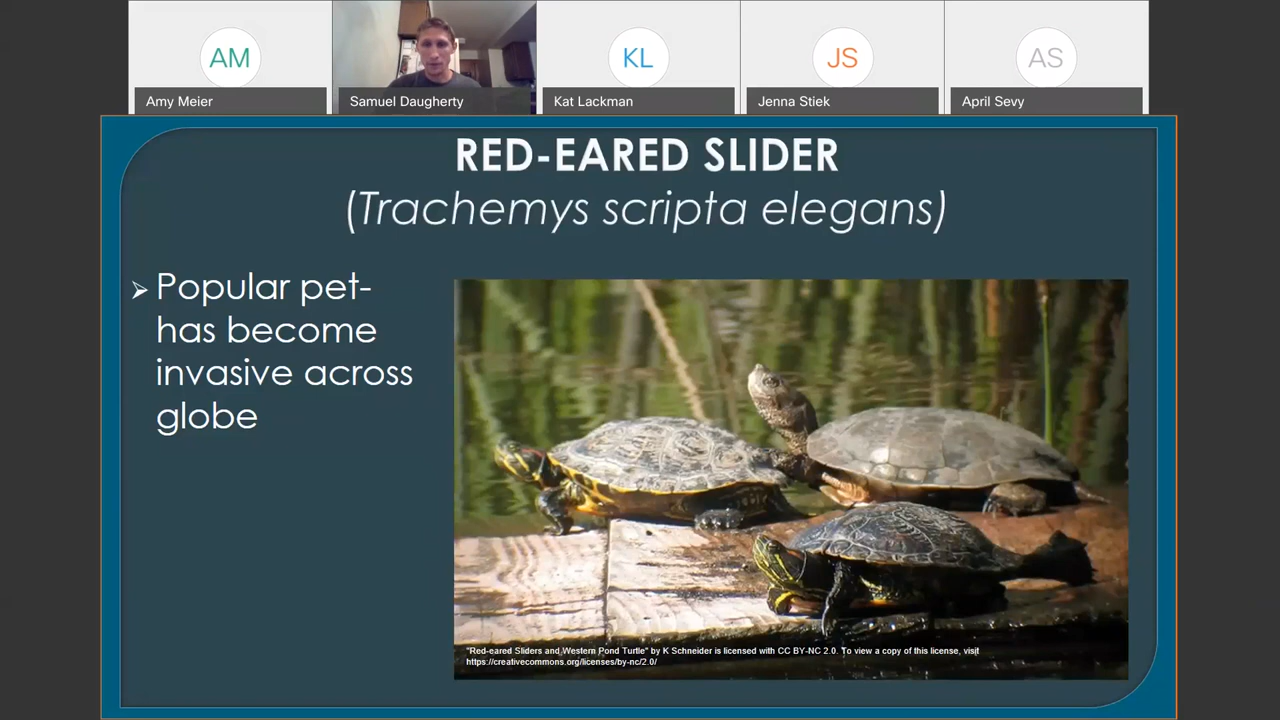 AM
KL
JS
AS
Amy Meier
Samuel Daugherty
Kat Lackman
Jenna Stiek
April Sevy
RED-EARED SLIDER
(Trachemys scripta elegans)
Popular pet-
has become
invasive across
globe
"Red-eared Sliders and Western Pond Turtle" by K Schneider is licensed with CC BY-NC 2.0. To view a copy of this license, visit
https://creativecommons.org/licenses/by-nc/2.0/